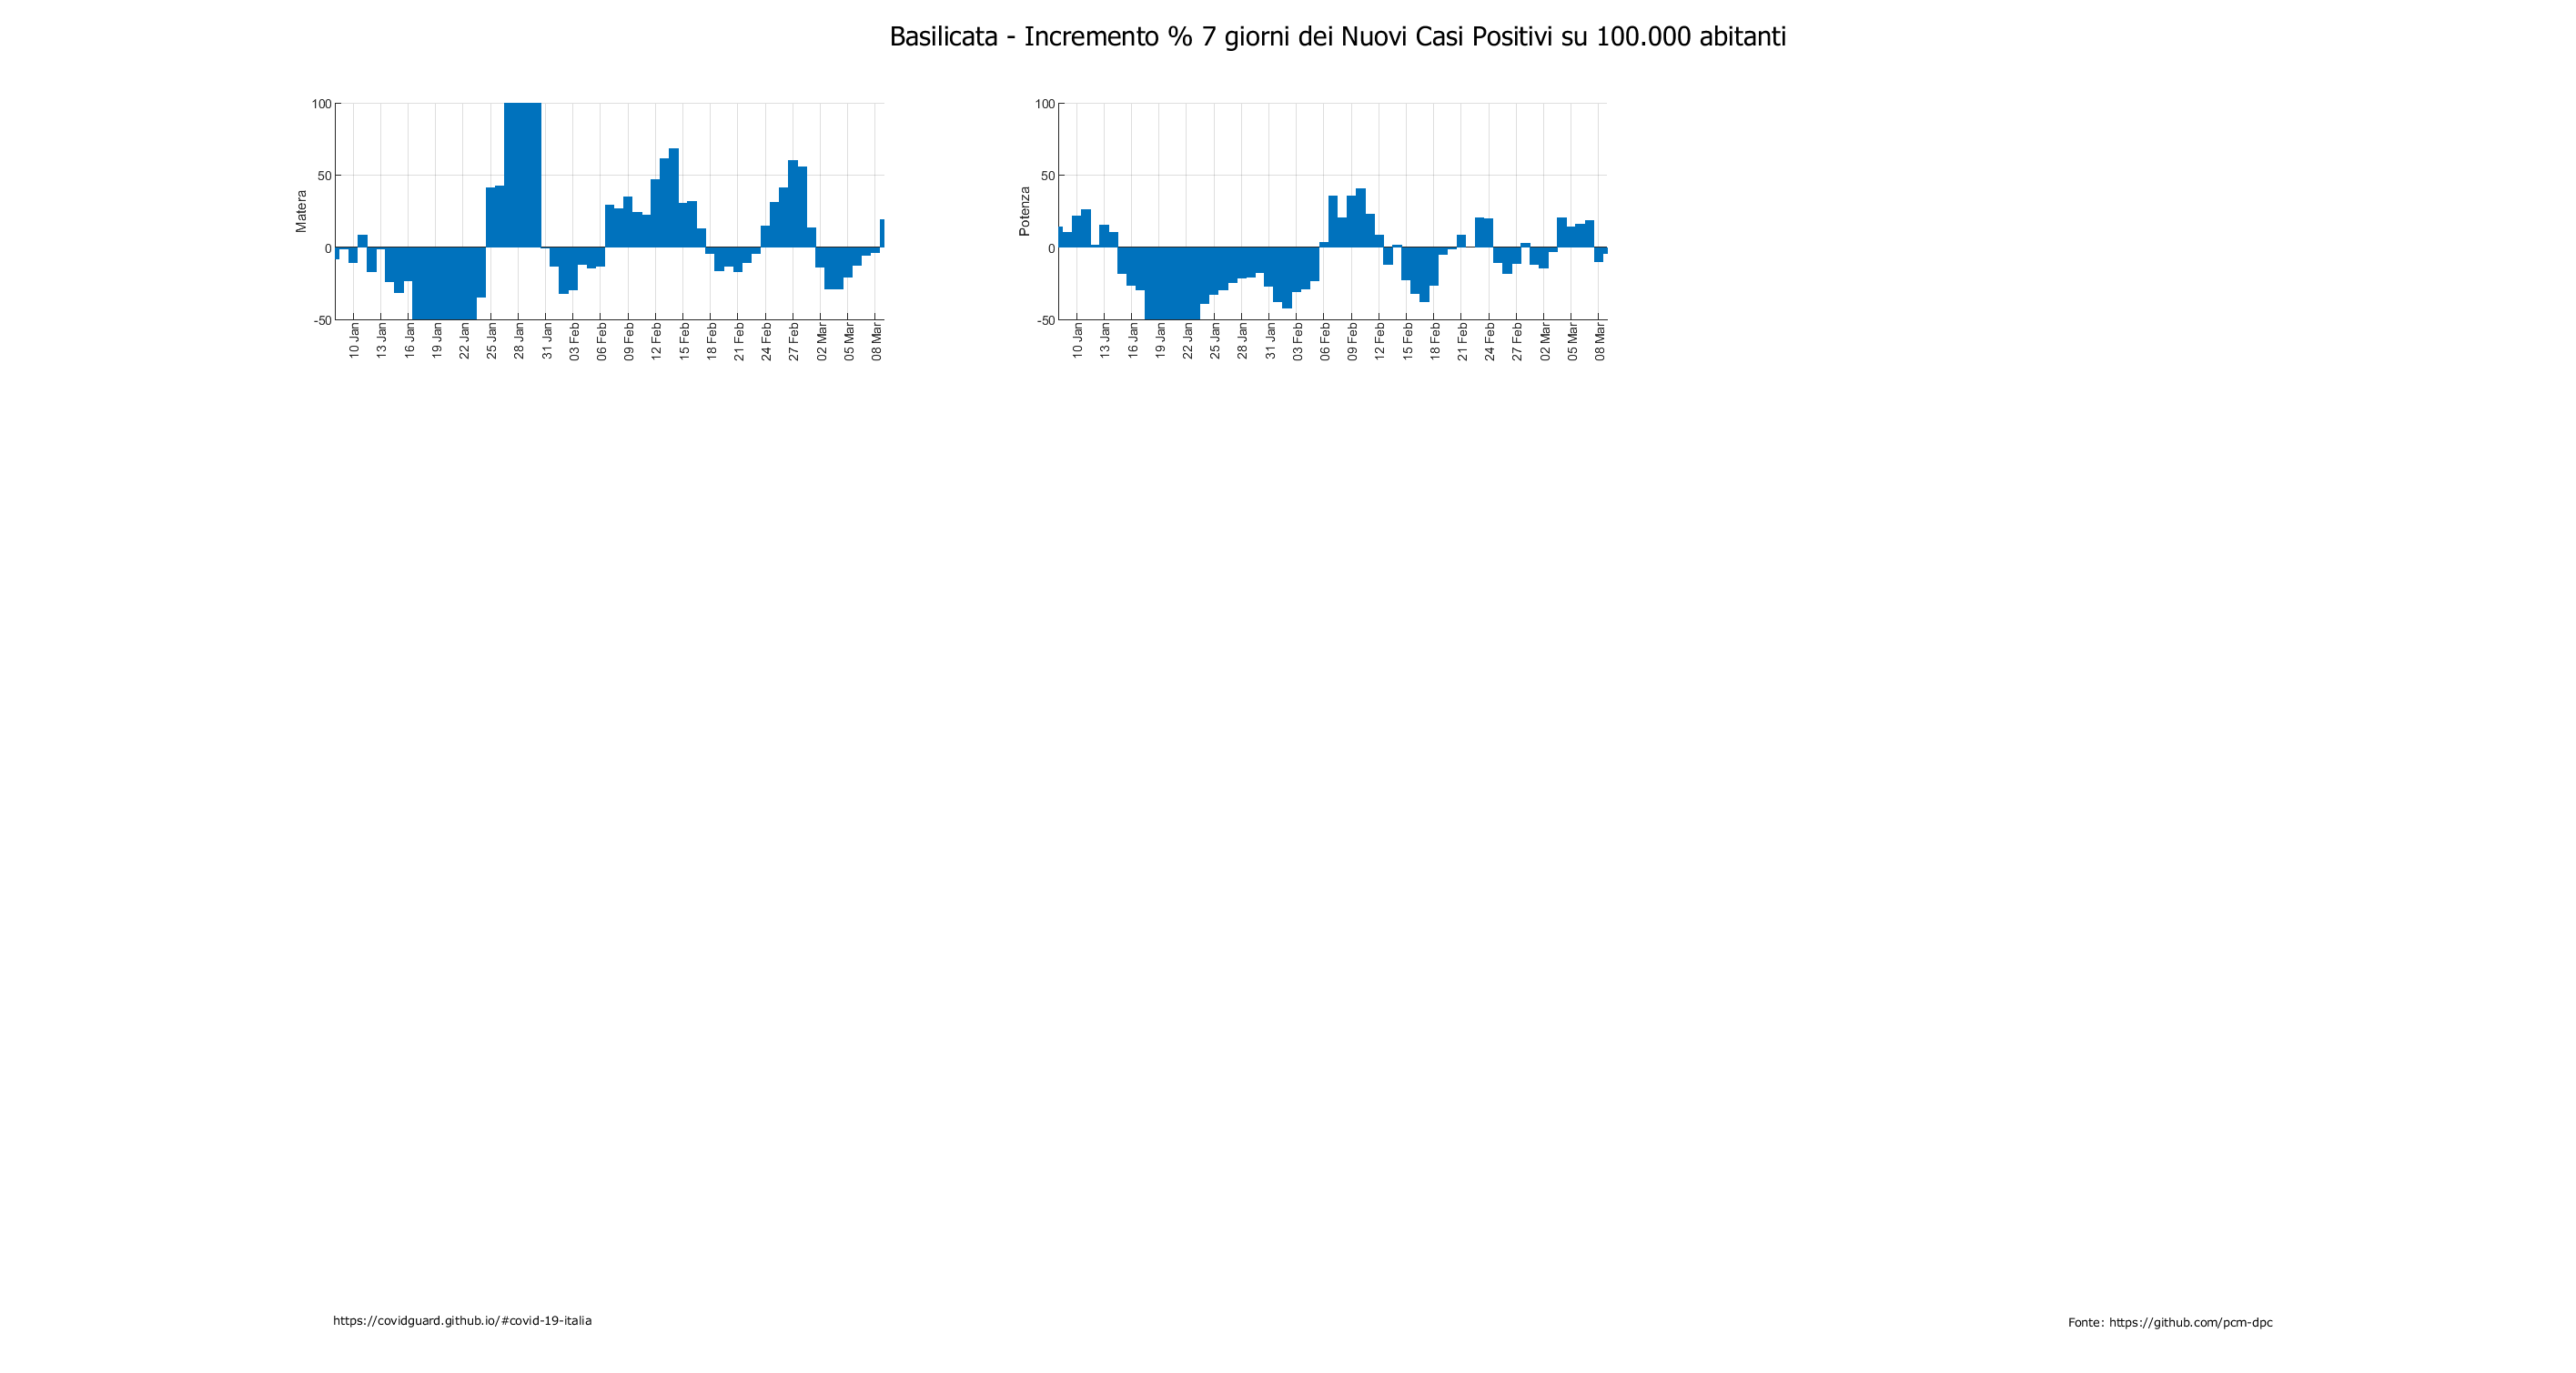 Basilicata - Incremento % 7 giorni dei Nuovi Casi Positivi su 100.000 abitanti
100
50
0
-50
Matera
10 Jan
13 Jan
16 Jan
19 Jan
22 Jan
25 Jan
28 Jan
31 Jan
03 Feb
06 Feb
09 Feb
12 Feb
15 Feb
18 Feb
21 Feb
24 Feb
27 Feb
02 Mar
05 Mar
08 Mar
100
50
0
-50
Potenza
10 Jan
13 Jan
16 Jan
19 Jan
22 Jan
25 Jan
28 Jan
31 Jan
03 Feb
06 Feb
09 Feb
12 Feb
15 Feb
18 Feb
21 Feb
24 Feb
27 Feb
02 Mar
05 Mar
08 Mar
https://covidguard.github.io/#covid-19-italia
Fonte: https://github.com/pcm-dpc